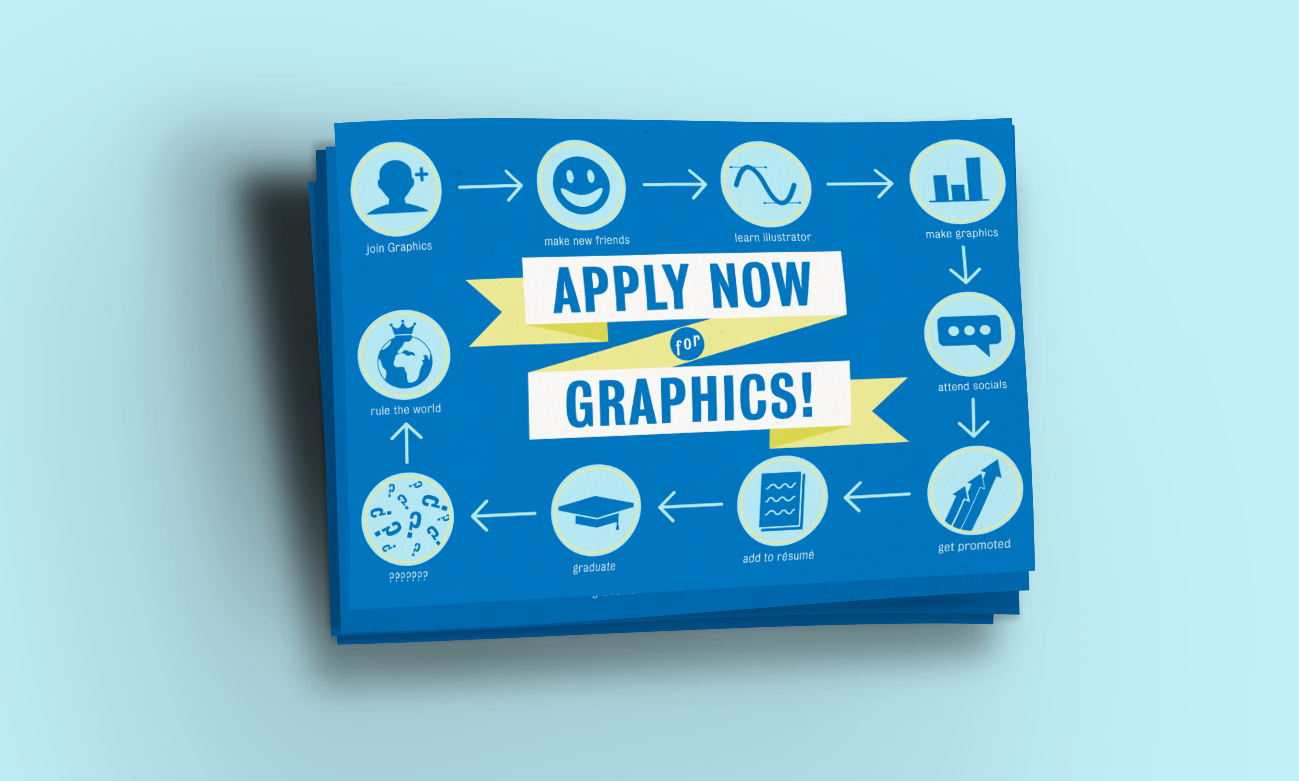 join Graphics
make new friends
learn illustrator
make graphics
APPLY NOW
for
GRAPHICS!
attend socials
get promoted
add to résumé
graduate
???????
rule the world